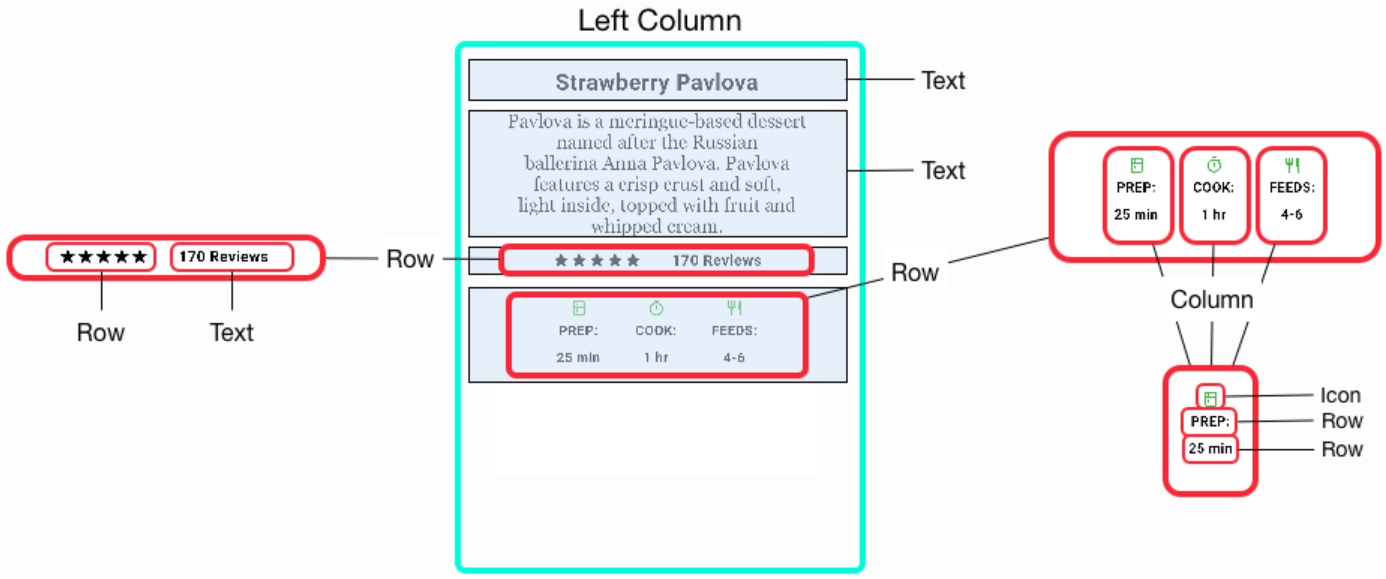 Left Column
Strawberry Pavlova
Text
Pavlova is a meringue-based dessert
named after the Russian
ballerina Anna Pavlova. Pavlova
features a crisp crust and soft,
light inside, topped with fruit and
whipped cream.
Text
★★★★★ 170 Reviews
Row
Text
Row
★★★★★ 170 Reviews
Row
PREP: COOK: FEEDS:
25 min 1 hr 4-6
PREP: COOK: FEEDS:
25 min 1 hr 4-6
Column
PREP:
25 min
Icon
Row
Row